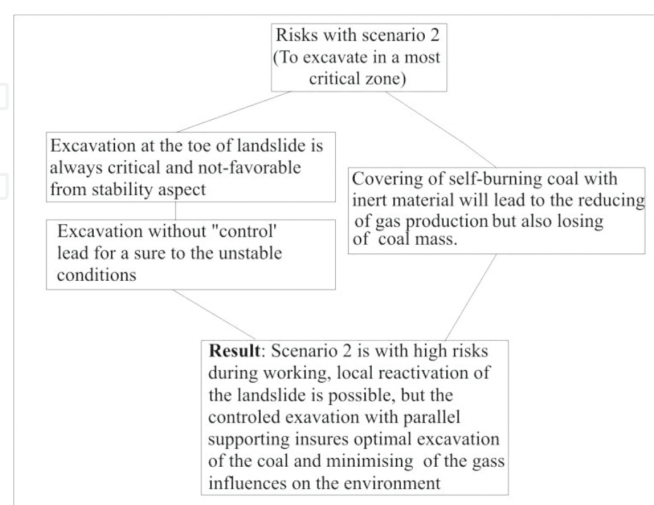 Risks with scenario 2
(To excavate in a most
critical zone)
Excavation at the toe of landslide is
always critical and not-favorable
from stability aspect
Excavation without "control'
lead for a sure to the unstable
conditions
Covering of self-burning coal with
inert material will lead to the reducing
of gas production but also losing
of coal mass.
Result: Scenario 2 is with high risks
during working, local reactivation of
the landslide is possible, but the
controled exavation with parallel
supporting insures optimal excavation
of the coal and minimising of the gass
influences on the environment